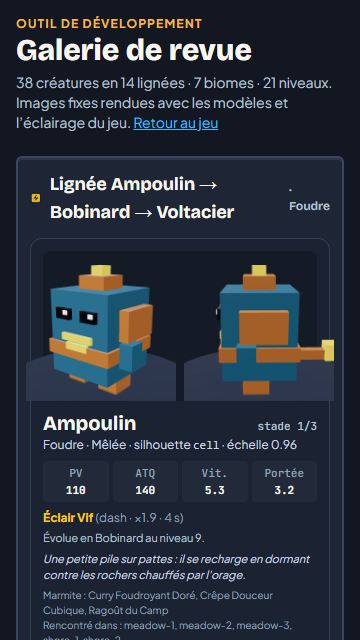 OUTIL DE DÉVELOPPEMENT
Galerie de revue
38 créatures en 14 lignées · 7 biomes · 21 niveaux.
Images fixes rendues avec les modèles et
l'éclairage du jeu. Retour au jeu
Lignée Ampoulin →
Bobinard → Voltacier
· Foudre
Ampoulin
stade 1/3
Foudre · Mêlée · silhouette cell · échelle 0.96
PV ATQ Vit. Portée
110 140 5.3 3.2
Éclair Vif (dash · ×1.9 · 4 s)
Évolue en Bobinard au niveau 9.
Une petite pile sur pattes : il se recharge en dormant
contre les rochers chauffés par l'orage.
Marmite : Curry Foudroyant Doré, Crêpe Douceur
Cubique, Ragoût du Camp
Rencontré dans : meadow-1, meadow-2, meadow-3,